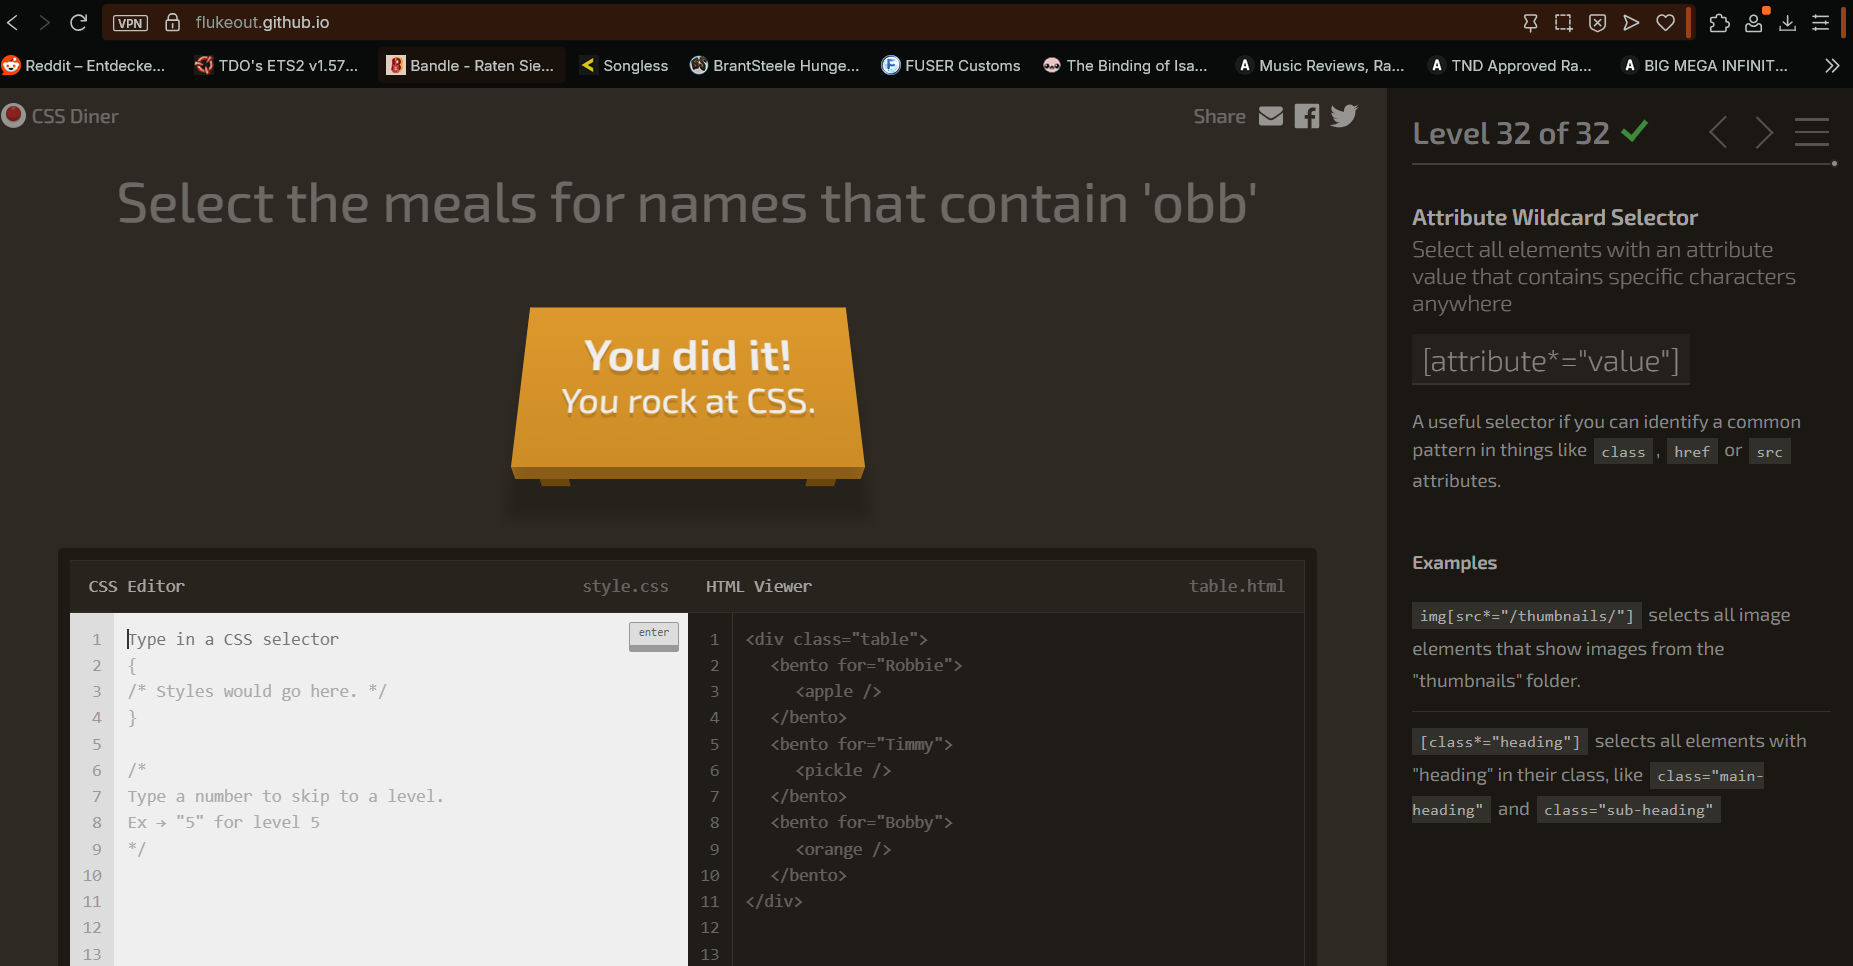 VPN flukeout.github.io
Reddit – Entdecke... TDO's ETS2 v1.57... Bandle - Raten Sie... Songless BrantSteele Hunge... FUSER Customs The Binding of Isa... Music Reviews, Ra... TND Approved Ra... BIG MEGA INFINIT...
CSS Diner
Share
Select the meals for names that contain 'obb'
You did it!
You rock at CSS.
CSS Editor style.css
1 Type in a CSS selector
enter
2 {
3 /* Styles would go here. */
4 }
5
6 /*
7 Type a number to skip to a level.
8 Ex → "5" for level 5
9 */
10
11
12
13
HTML Viewer table.html
1 <div class="table">
2 <bento for="Robbie">
3 <apple />
4 </bento>
5 <bento for="Timmy">
6 <pickle />
7 </bento>
8 <bento for="Bobby">
9 <orange />
10 </bento>
11 </div>
12
13
Level 32 of 32
Attribute Wildcard Selector
Select all elements with an attribute
value that contains specific characters
anywhere
[attribute*="value"]
A useful selector if you can identify a common
pattern in things like class , href or src
attributes.
Examples
img[src*="/thumbnails/"] selects all image
elements that show images from the
"thumbnails" folder.
[class*="heading"] selects all elements with
"heading" in their class, like class="main-
heading" and class="sub-heading"